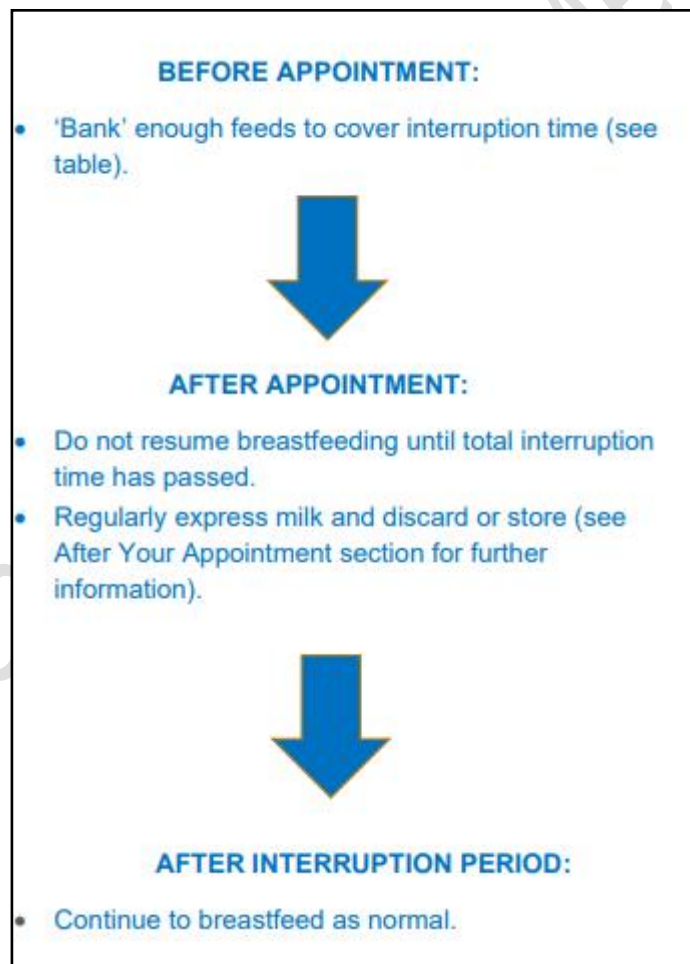 BEFORE APPOINTMENT:
• ‘Bank’ enough feeds to cover interruption time (see
table).
AFTER APPOINTMENT:
• Do not resume breastfeeding until total interruption
time has passed.
• Regularly express milk and discard or store (see
After Your Appointment section for further
information).
AFTER INTERRUPTION PERIOD:
• Continue to breastfeed as normal.